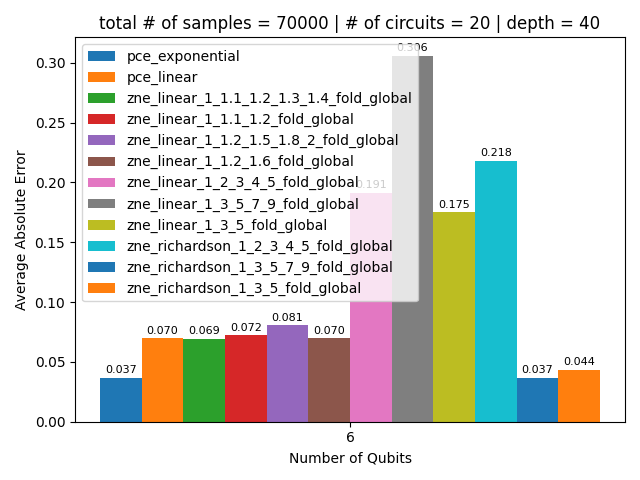 total # of samples = 70000 | # of circuits = 20 | depth = 40
Average Absolute Error
0.30
0.25
0.20
0.15
0.10
0.05
0.00
pce_exponential
pce_linear
zne_linear_1_1.1_1.2_1.3_1.4_fold_global
zne_linear_1_1.1_1.2_fold_global
zne_linear_1_1.2_1.5_1.8_2_fold_global
zne_linear_1_1.2_1.6_fold_global
zne_linear_1_2_3_4_5_fold_global
zne_linear_1_3_5_7_9_fold_global
zne_linear_1_3_5_fold_global
zne_richardson_1_2_3_4_5_fold_global
zne_richardson_1_3_5_7_9_fold_global
zne_richardson_1_3_5_fold_global
0.037
0.070
0.069
0.072
0.081
0.070
0.191
0.306
0.175
0.218
0.037
0.044
6
Number of Qubits